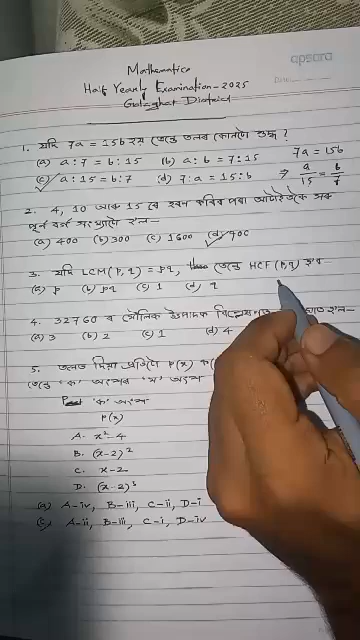 apsara
Date
Mathematics
Half Yearly Examination-2025
Golaghat District
1. যদি 7a = 15b হয় তেন্তে তলৰ কোনটো শুদ্ধ ?
(a) a : 7 = b : 15 (b) a : b = 7 : 15
(c) a : 15 = b : 7 (d) 7 : a = 15 : b
7a = 15b
⇒ a/15 = b/7
2. 4, 10 আৰু 15 ৰে হৰণ কৰিব পৰা আটাইতকৈ সৰু
পূৰ্ণ বৰ্গ সংখ্যাটো হ'ল-
(a) 400 (b) 300 (c) 1600 (d) 900
3. যদি LCM(P, q) = pq, তেন্তে HCF(P, q) হ'ব-
(a) p (b) pq (c) 1 (d) q
4. 32760 ৰ মৌলিক উৎপাদক হ'ল-
(a) 3 (b) 2 (c) 1 (d) 4
5. তলত দিয়া প্ৰতিটো P(x)
তেন্তে 'ক' অংশৰ 'খ' অংশ
'ক' অংশ
P(x)
A. x²-4
B. (x-2)²
C. x-2
D. (x-2)³
(a) A-iv, B-iii, C-ii, D-i
(c) A-ii, B-iii, C-i, D-iv